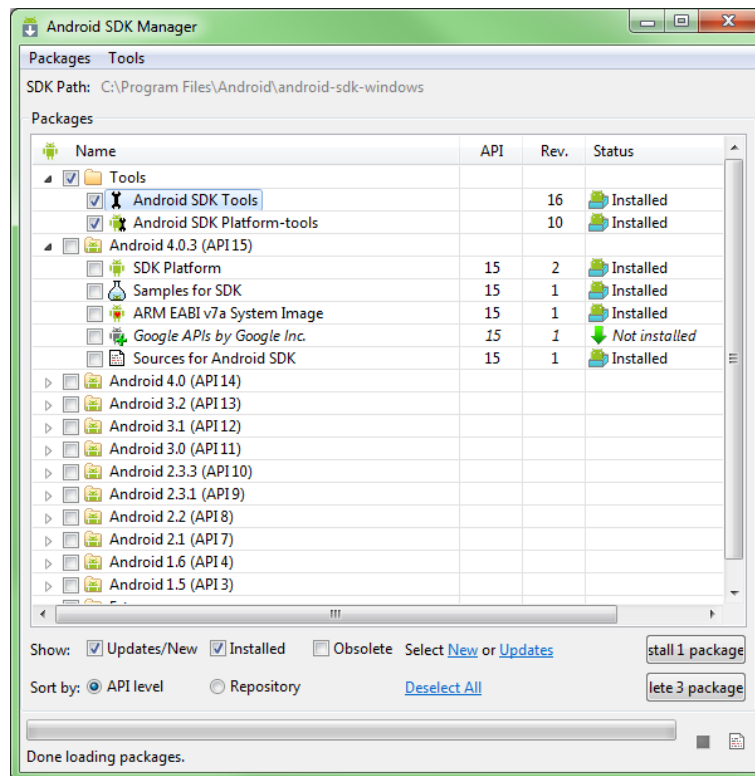 Android SDK Manager
Packages Tools
SDK Path: C:\Program Files\Android\android-sdk-windows
Packages
Name API Rev. Status
Tools
Android SDK Tools 16 Installed
Android SDK Platform-tools 10 Installed
Android 4.0.3 (API 15)
SDK Platform 15 2 Installed
Samples for SDK 15 1 Installed
ARM EABI v7a System Image 15 1 Installed
Google APIs by Google Inc. 15 1 Not installed
Sources for Android SDK 15 1 Installed
Android 4.0 (API 14)
Android 3.2 (API 13)
Android 3.1 (API 12)
Android 3.0 (API 11)
Android 2.3.3 (API 10)
Android 2.3.1 (API 9)
Android 2.2 (API 8)
Android 2.1 (API 7)
Android 1.6 (API 4)
Android 1.5 (API 3)
Show: Updates/New Installed Obsolete Select New or Updates stall 1 package
Sort by: API level Repository Deselect All lete 3 package
Done loading packages.